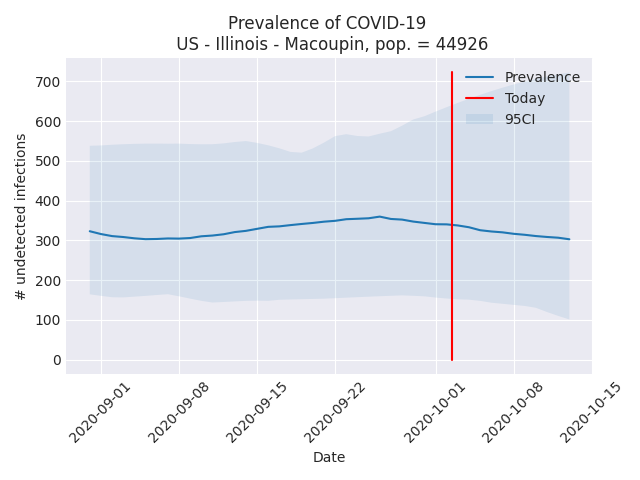 Prevalence of COVID-19
US - Illinois - Macoupin, pop. = 44926
# undetected infections
700
600
500
400
300
200
100
0
Prevalence
Today
95CI
2020-09-01
2020-09-08
2020-09-15
2020-09-22
2020-10-01
2020-10-08
2020-10-15
Date